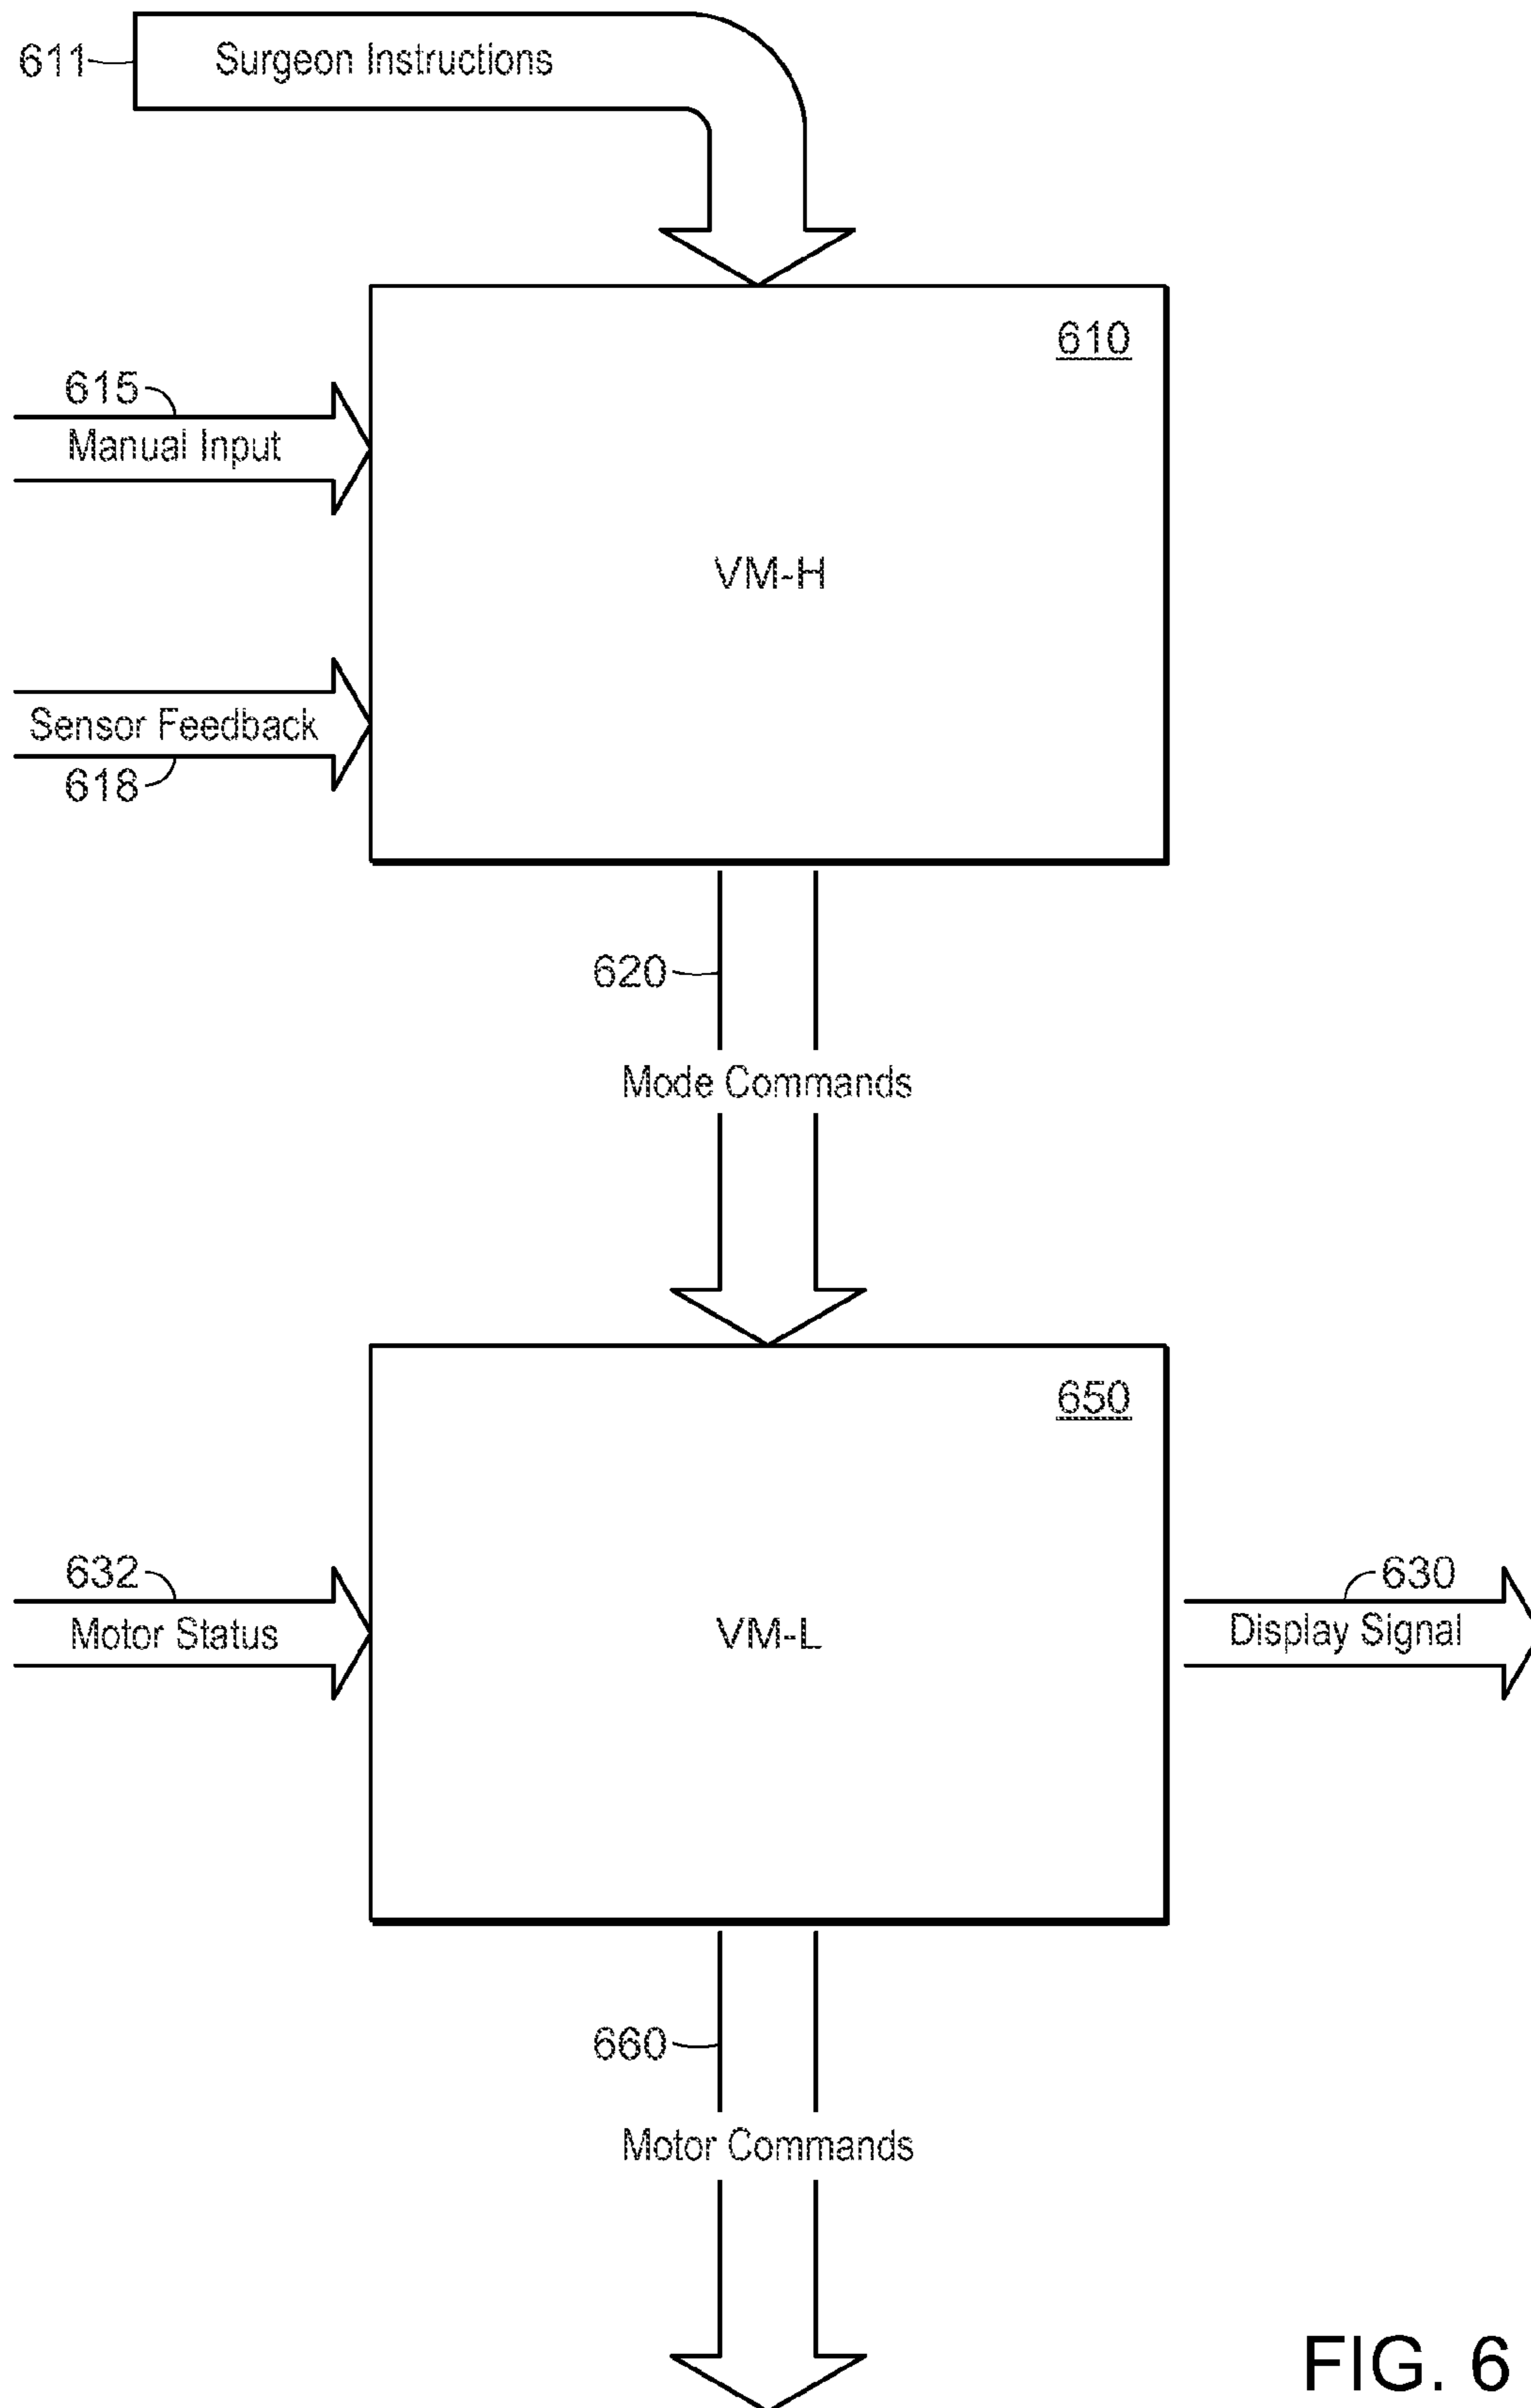 611
Surgeon Instructions
610
615
Manual Input
VM-H
Sensor Feedback
618
620
Mode Commands
650
632
Motor Status
VM-L
630
Display Signal
660
Motor Commands
FIG. 6